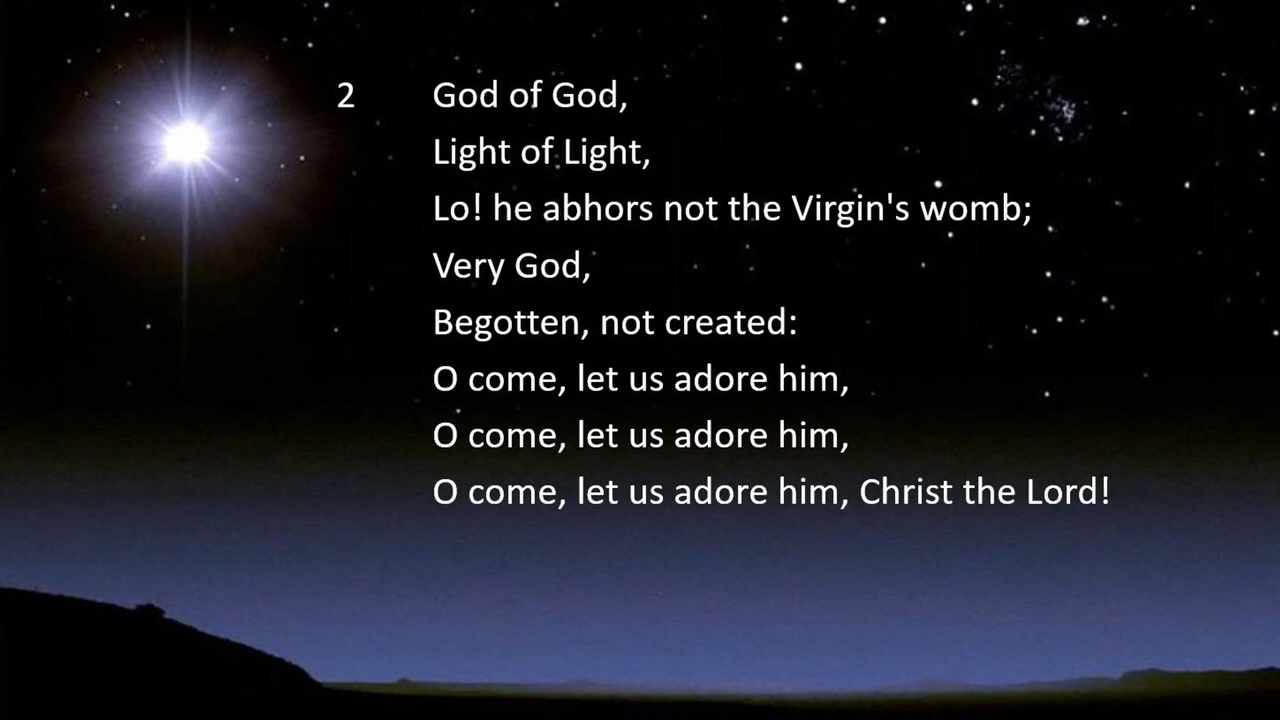 2 God of God,
Light of Light,
Lo! he abhors not the Virgin's womb;
Very God,
Begotten, not created:
O come, let us adore him,
O come, let us adore him,
O come, let us adore him, Christ the Lord!